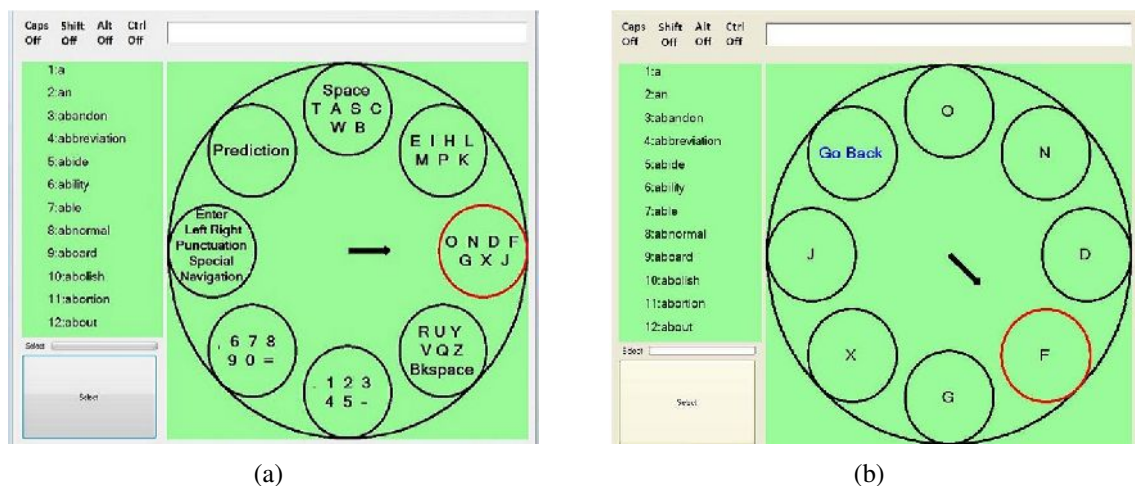 Caps Shift Alt Ctrl
Off Off Off Off
1:a
2:an
3:abandon
4:abbreviation
5:abide
6:ability
7:able
8:abnormal
9:aboard
10:abolish
11:abortion
12:about
Select
Select
Space
T A S C
W B
E I H L
M P K
O N D F
G X J
R U Y
V Q Z
Bkspace
. 1 2 3
4 5 -
, 6 7 8
9 0 =
Enter
Left Right
Punctuation
Special
Navigation
Prediction
(a)
Caps Shift Alt Ctrl
Off Off Off Off
1:a
2:an
3:abandon
4:abbreviation
5:abide
6:ability
7:able
8:abnormal
9:aboard
10:abolish
11:abortion
12:about
Select
Select
O
N
D
F
G
X
J
Go Back
(b)